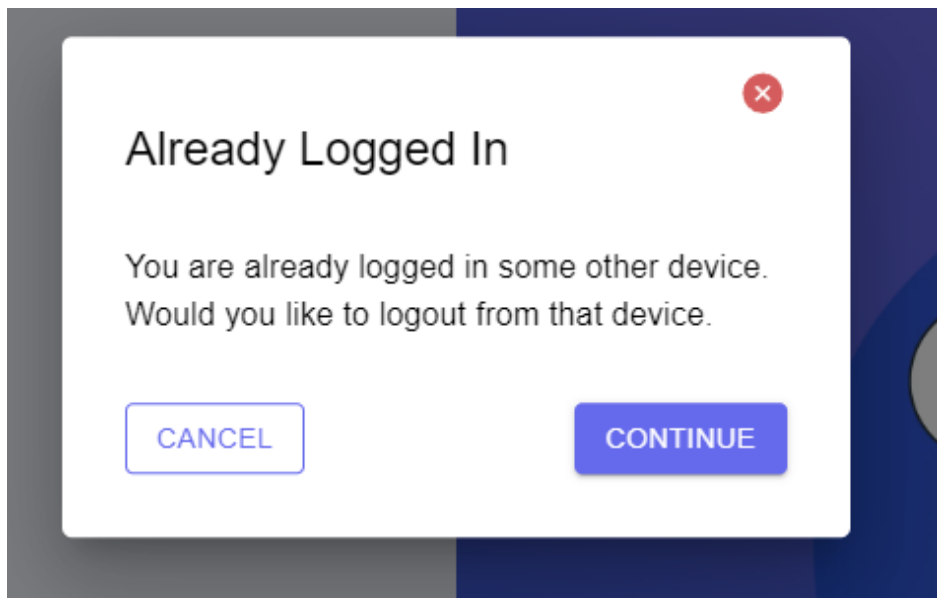 Already Logged In
You are already logged in some other device.
Would you like to logout from that device.
CANCEL
CONTINUE